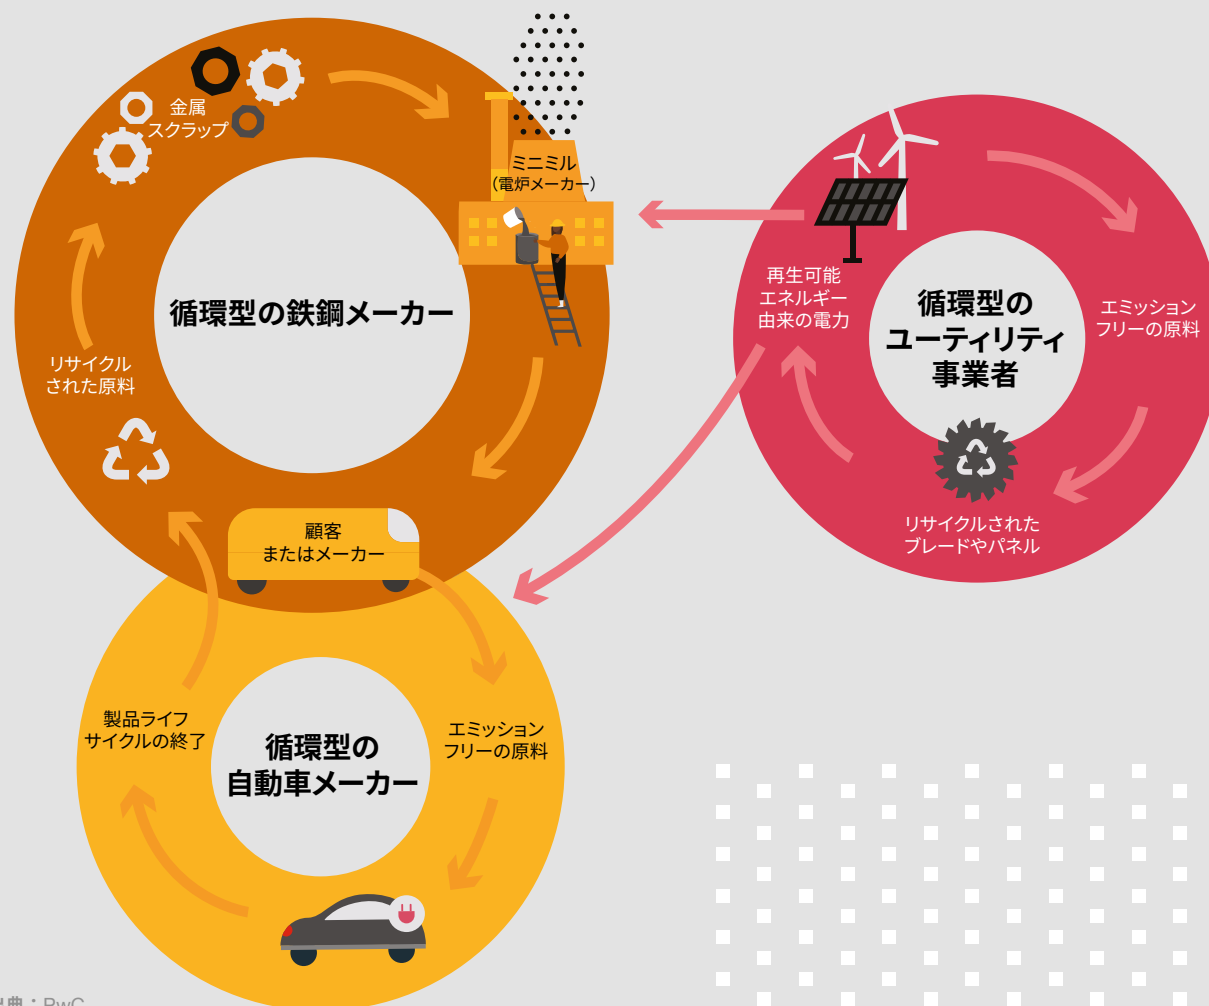 金属
スクラップ
ミニミル
（電炉メーカー）
循環型の鉄鋼メーカー
リサイクル
された原料
顧客
またはメーカー
再生可能
エネルギー
由来の電力
循環型の
ユーティリティ
事業者
エミッション
フリーの原料
リサイクルされた
ブレードやパネル
製品ライフ
サイクルの終了
循環型の
自動車メーカー
エミッション
フリーの原料
出典：PwC